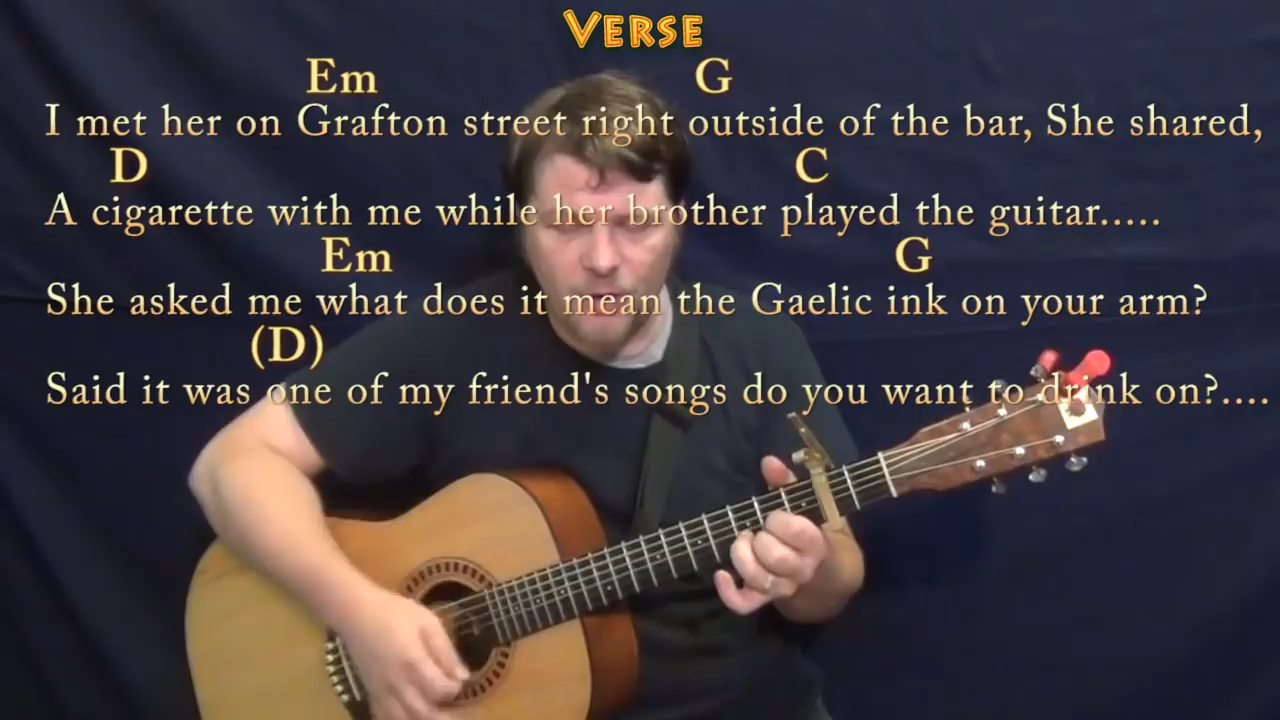 VERSE
Em G
I met her on Grafton street right outside of the bar, She shared,
D C
A cigarette with me while her brother played the guitar.....
Em G
She asked me what does it mean the Gaelic ink on your arm?
(D)
Said it was one of my friend's songs do you want to drink on?....